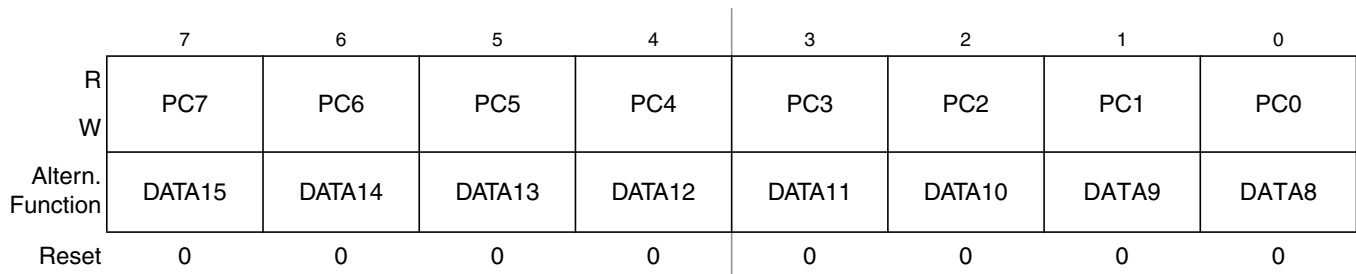 7 6 5 4 3 2 1 0
R
W
PC7 PC6 PC5 PC4 PC3 PC2 PC1 PC0
Altern.
Function
DATA15 DATA14 DATA13 DATA12 DATA11 DATA10 DATA9 DATA8
Reset 0 0 0 0 0 0 0 0